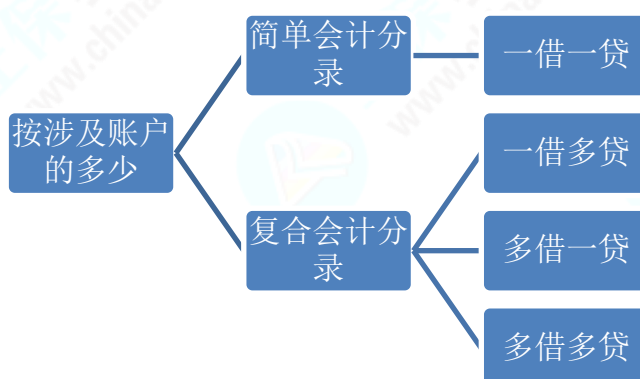 简单会计分
录
一借一贷
按涉及账户
的多少
一借多贷
复合会计分
录
多借一贷
多借多贷